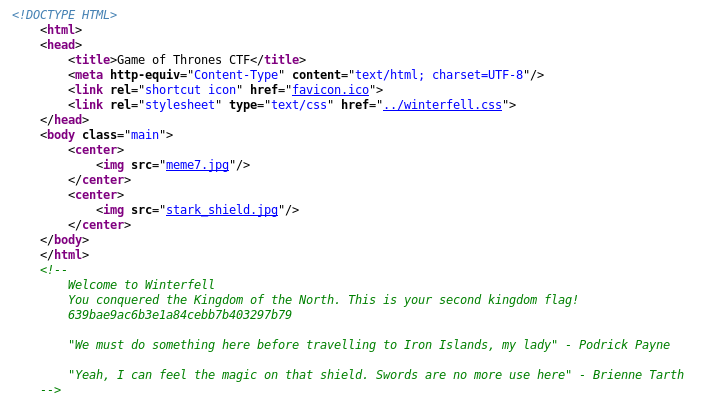 <!DOCTYPE HTML>
<html>
<head>
<title>Game of Thrones CTF</title>
<meta http-equiv="Content-Type" content="text/html; charset=UTF-8"/>
<link rel="shortcut icon" href="favicon.ico">
<link rel="stylesheet" type="text/css" href="../winterfell.css">
</head>
<body class="main">
<center>
<img src="meme7.jpg"/>
</center>
<center>
<img src="stark_shield.jpg"/>
</center>
</body>
</html>
<!--
Welcome to Winterfell
You conquered the Kingdom of the North. This is your second kingdom flag!
639bae9ac6b3e1a84cebb7b403297b79
"We must do something here before travelling to Iron Islands, my lady" - Podrick Payne
"Yeah, I can feel the magic on that shield. Swords are no more use here" - Brienne Tarth
-->